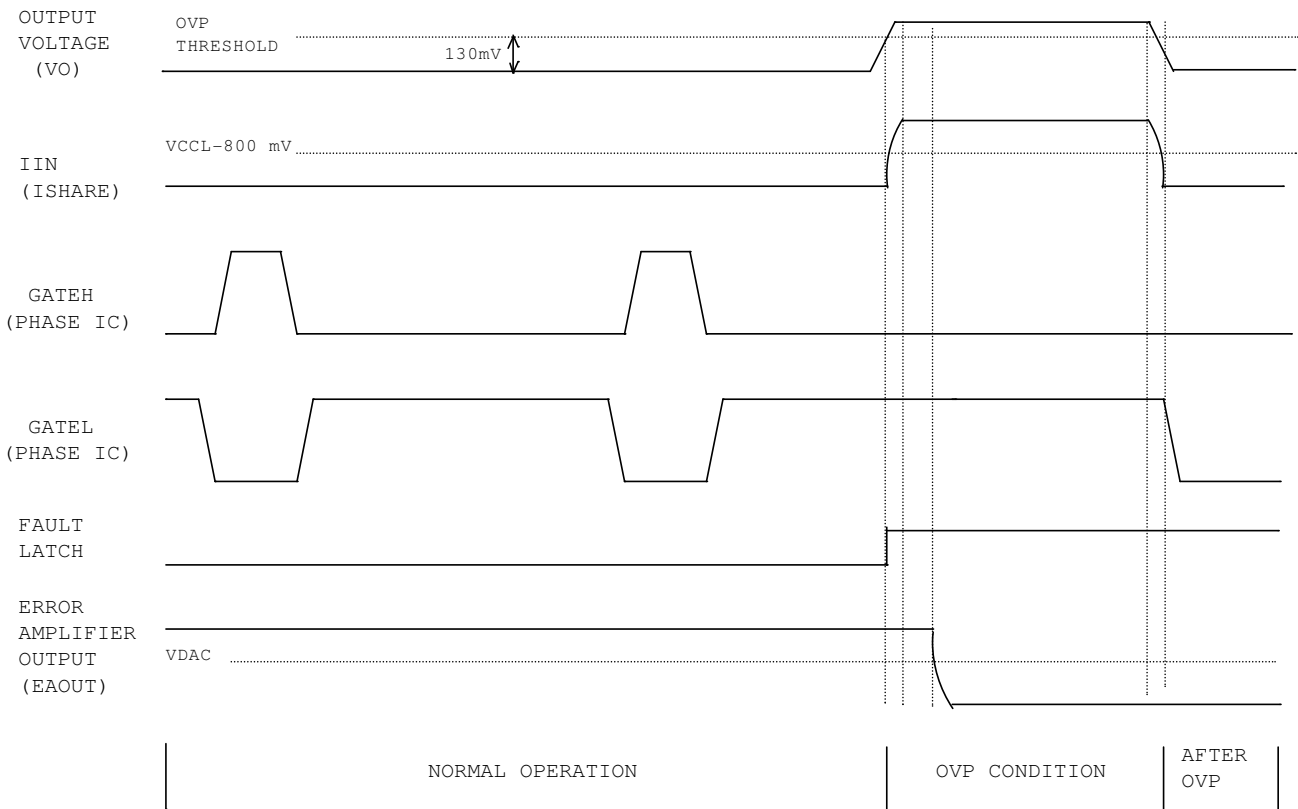 OUTPUT
VOLTAGE
(VO)
OVP
THRESHOLD
130mV
VCCL-800 mV
IIN
(ISHARE)
GATEH
(PHASE IC)
GATEL
(PHASE IC)
FAULT
LATCH
ERROR
AMPLIFIER
OUTPUT
(EAOUT)
VDAC
NORMAL OPERATION
OVP CONDITION
AFTER
OVP